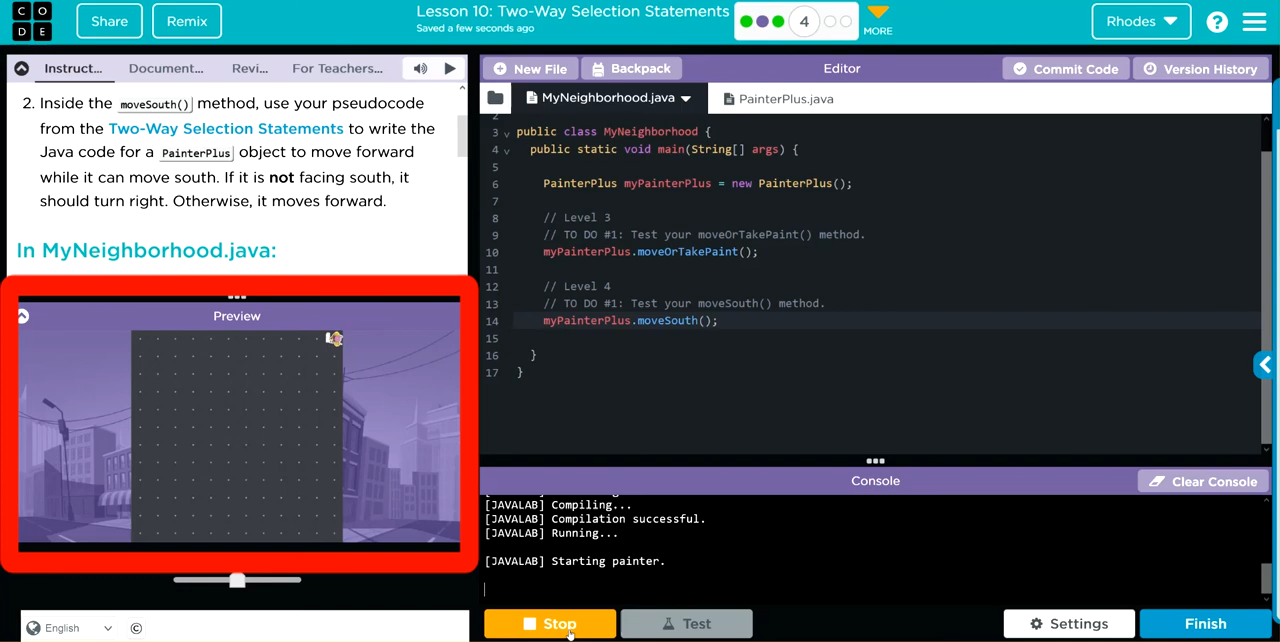 C O
D E
Share
Remix
Lesson 10: Two-Way Selection Statements
Saved a few seconds ago
4
MORE
Rhodes
?
Instruct...
Document...
Revi...
For Teachers...
2. Inside the moveSouth() method, use your pseudocode
from the Two-Way Selection Statements to write the
Java code for a PainterPlus object to move forward
while it can move south. If it is not facing south, it
should turn right. Otherwise, it moves forward.
In MyNeighborhood.java:
Preview
English
©
New File
Backpack
Editor
Commit Code
Version History
MyNeighborhood.java
PainterPlus.java
2
3 public class MyNeighborhood {
4 public static void main(String[] args) {
5
6 PainterPlus myPainterPlus = new PainterPlus();
7
8 // Level 3
9 // TO DO #1: Test your moveOrTakePaint() method.
10 myPainterPlus.moveOrTakePaint();
11
12 // Level 4
13 // TO DO #1: Test your moveSouth() method.
14 myPainterPlus.moveSouth();
15
16 }
17 }
Console
Clear Console
[JAVALAB] Compiling...
[JAVALAB] Compilation successful.
[JAVALAB] Running...
[JAVALAB] Starting painter.
Stop
Test
Settings
Finish